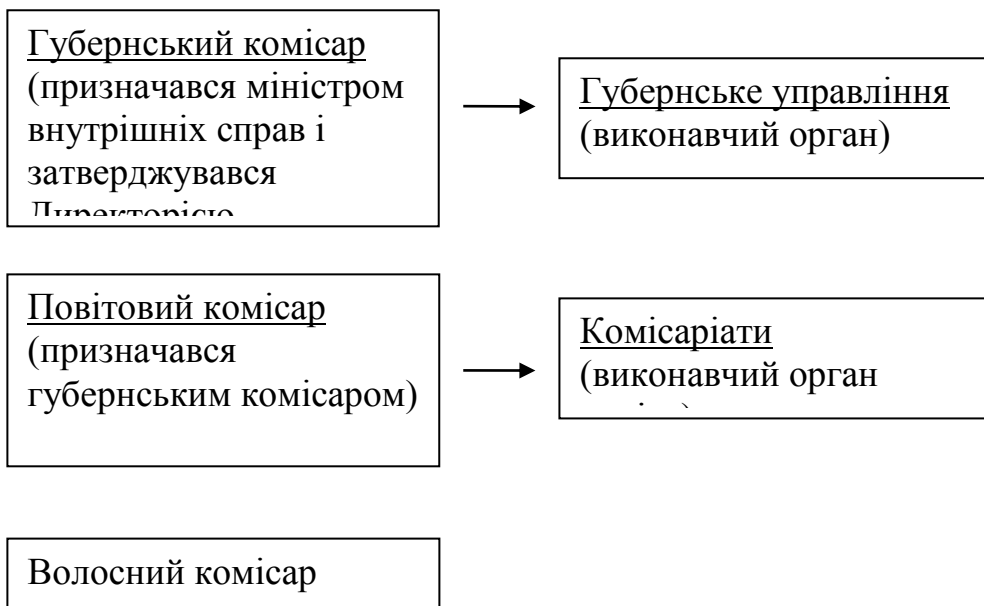 Губернський комісар
(призначався міністром
внутрішніх справ і
затверджувався
Директорією
Губернське управління
(виконавчий орган)
Повітовий комісар
(призначався
губернським комісаром)
Комісаріати
(виконавчий орган
Волосний комісар